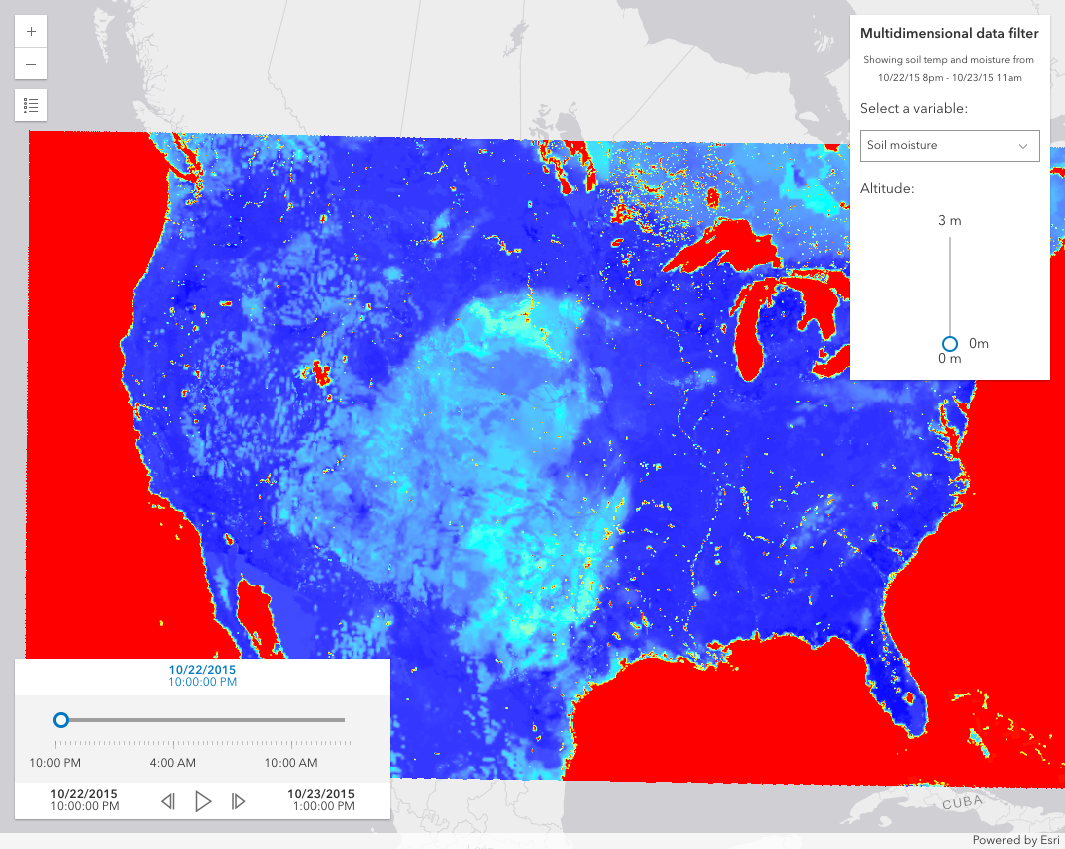 +
Multidimensional data filter
Showing soil temp and moisture from
10/22/15 8pm - 10/23/15 11am
Select a variable:
Soil moisture
Altitude:
3 m
0m
0 m
10/22/2015
10:00:00 PM
10:00 PM 4:00 AM 10:00 AM
10/22/2015 10/23/2015
10:00:00 PM 1:00:00 PM
CUBA
Powered by Esri